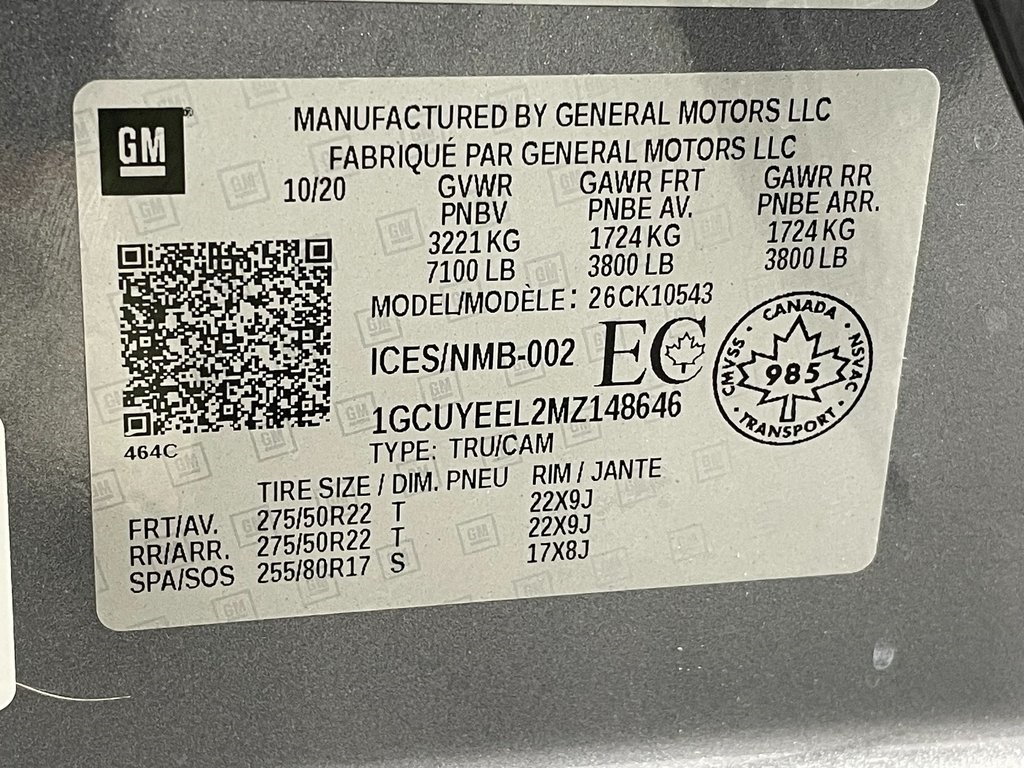 GM
MANUFACTURED BY GENERAL MOTORS LLC
FABRIQUÉ PAR GENERAL MOTORS LLC
10/20 GVWR GAWR FRT GAWR RR
PNBV PNBE AV. PNBE ARR.
3221 KG 1724 KG 1724 KG
7100 LB 3800 LB 3800 LB
MODEL/MODÈLE: 26CK10543
ICES/NMB-002 EC
CANADA
CMVSS 985 NSVAC
TRANSPORT
1GCUYEEL2MZ148646
464C
TYPE: TRU/CAM
TIRE SIZE / DIM. PNEU RIM / JANTE
FRT/AV. 275/50R22 T 22X9J
RR/ARR. 275/50R22 T 22X9J
SPA/SOS 255/80R17 S 17X8J